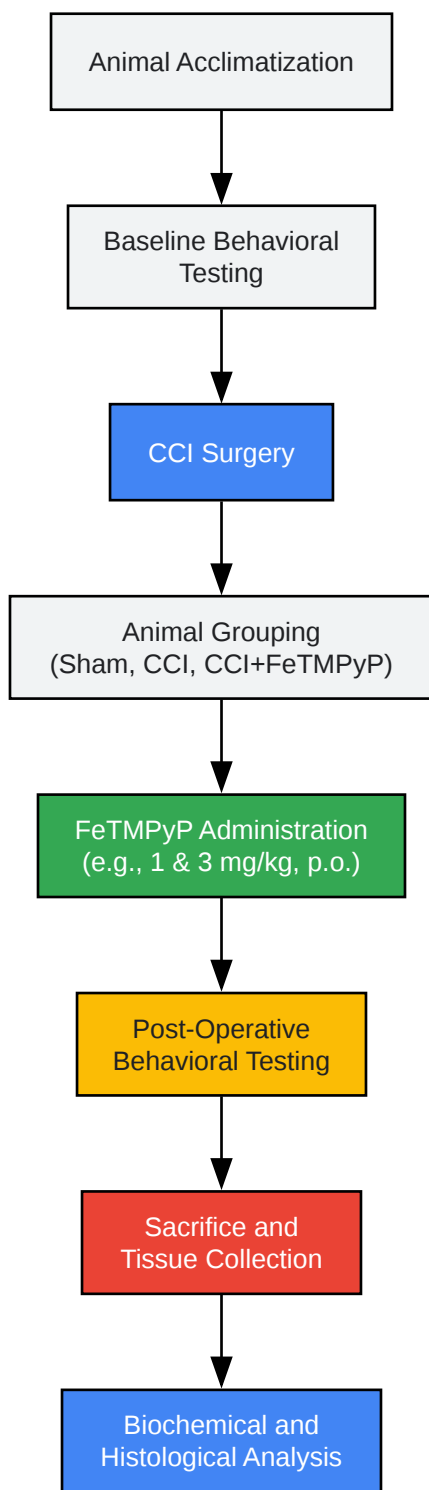 Animal Acclimatization
Baseline Behavioral
Testing
CCI Surgery
Animal Grouping
(Sham, CCI, CCI+FeTMPyP)
FeTMPyP Administration
(e.g., 1 & 3 mg/kg, p.o.)
Post-Operative
Behavioral Testing
Sacrifice and
Tissue Collection
Biochemical and
Histological Analysis